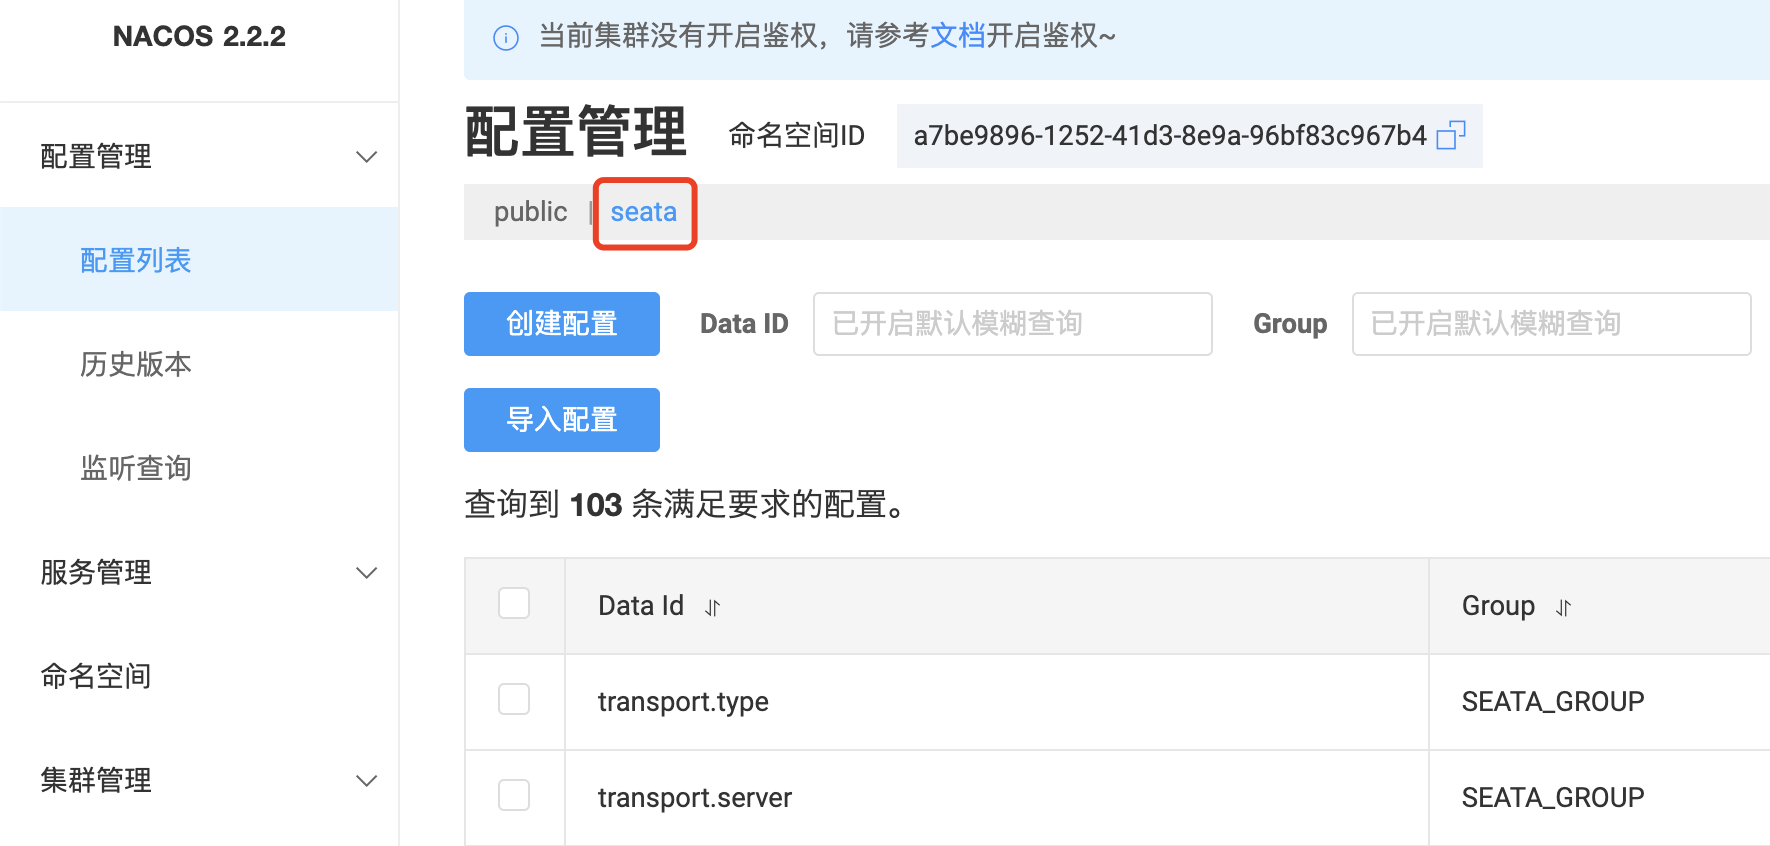 NACOS 2.2.2
当前集群没有开启鉴权，请参考文档开启鉴权~
配置管理
配置列表
历史版本
监听查询
服务管理
命名空间
集群管理
配置管理 命名空间ID a7be9896-1252-41d3-8e9a-96bf83c967b4
public | seata
创建配置 Data ID 已开启默认模糊查询 Group 已开启默认模糊查询
导入配置
查询到 103 条满足要求的配置。
Data Id Group
transport.type SEATA_GROUP
transport.server SEATA_GROUP